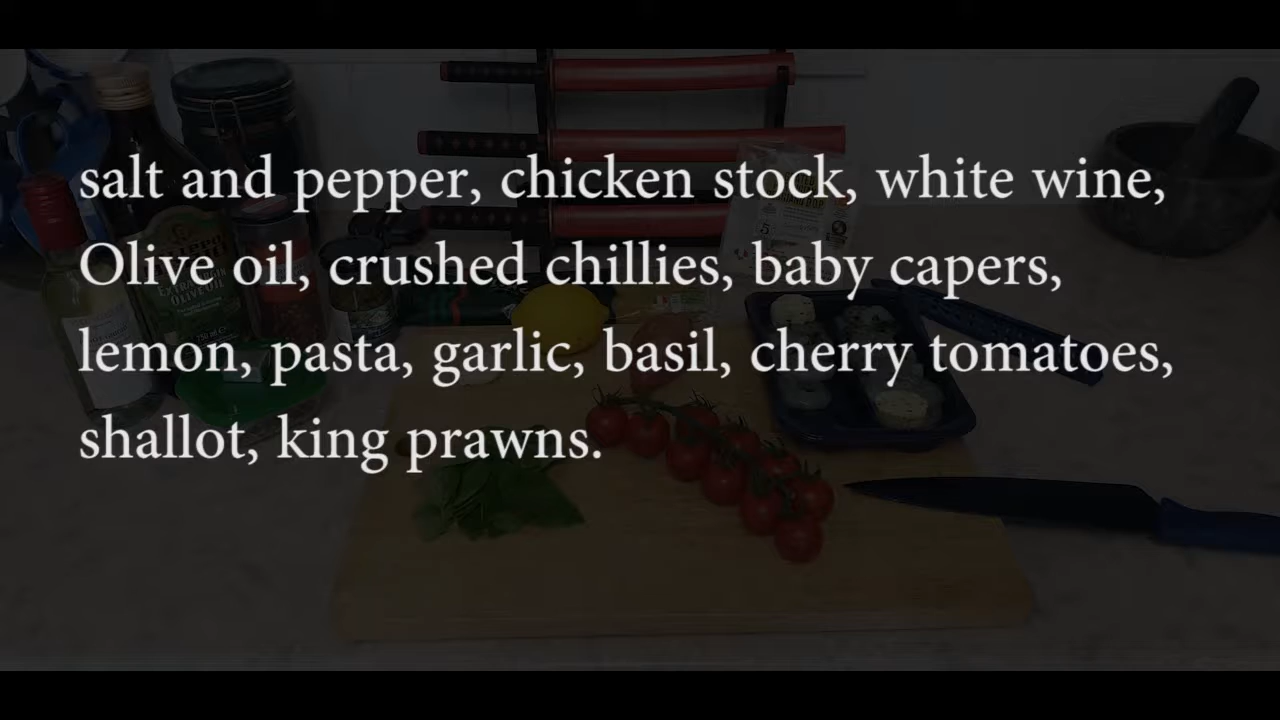 salt and pepper, chicken stock, white wine,
Olive oil, crushed chillies, baby capers,
lemon, pasta, garlic, basil, cherry tomatoes,
shallot, king prawns.